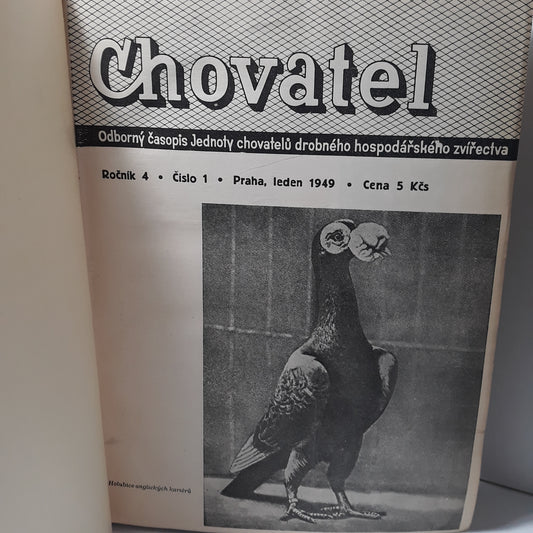 Chovatel
Odborný časopis Jednoty chovatelů drobného hospodářského zvířectva
Ročník 4 • Číslo 1 • Praha, leden 1949 • Cena 5 Kčs
Holubice anglických kariérů